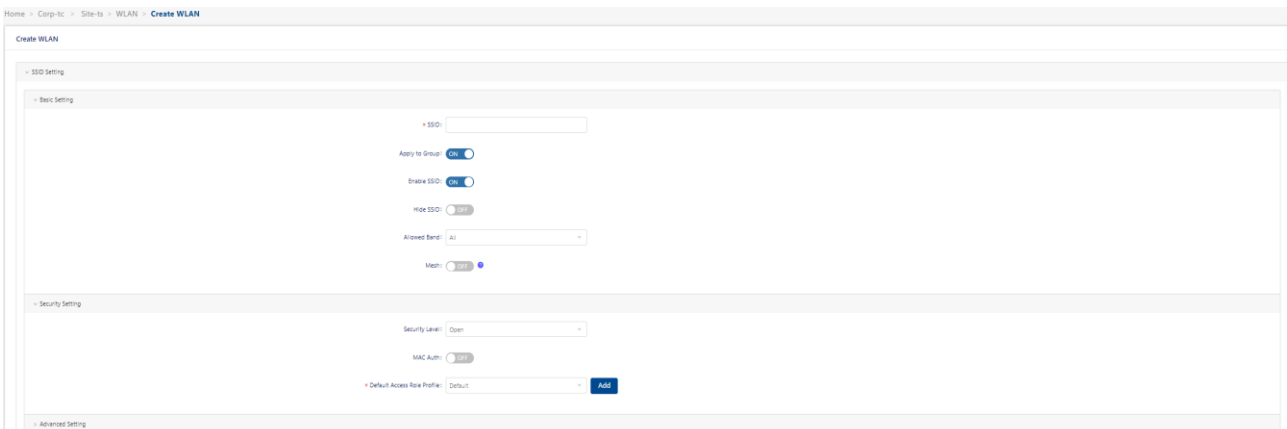 Home > Corp-tc > Site-ts > WLAN > Create WLAN
Create WLAN
SSID Setting
Basic Setting
* SSID:
Apply to Group: ON
Enable SSID: ON
Hide SSID: OFF
Allowed Band: All
Mesh: OFF ?
Security Setting
Security Level: Open
MAC Auth: OFF
* Default Access Role Profile: Default Add
> Advanced Setting